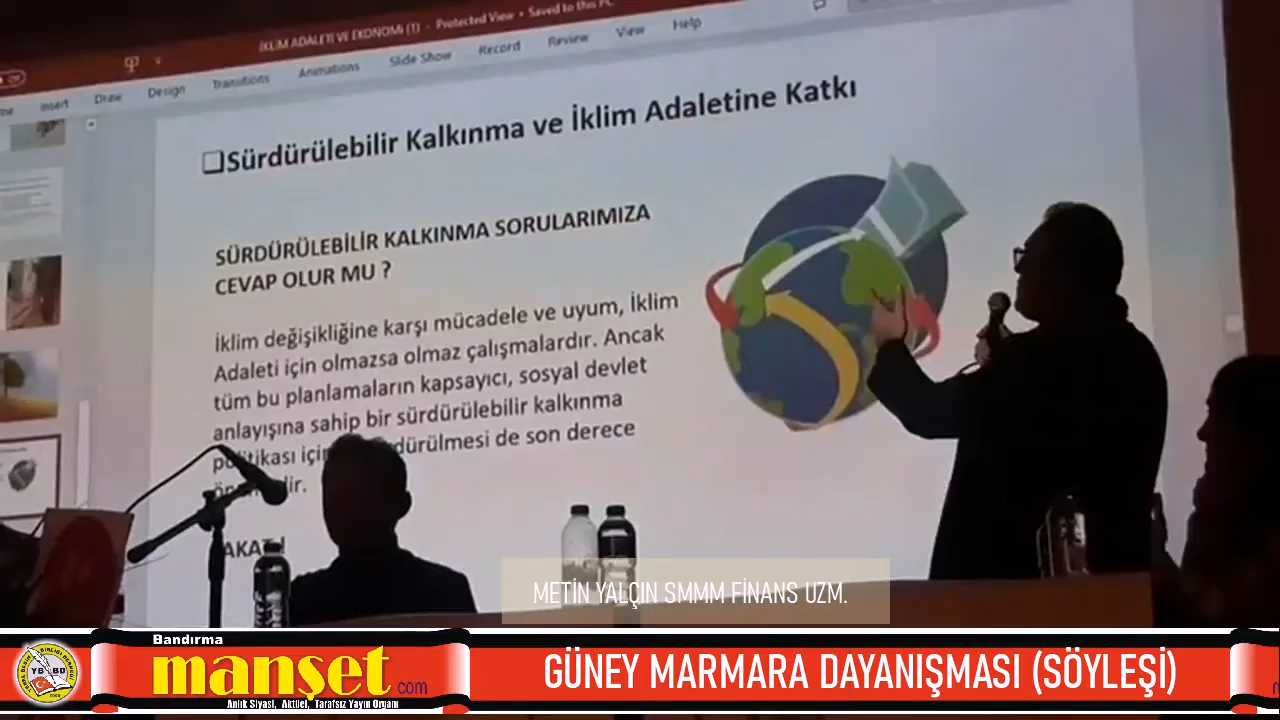 İKLİM ADALETİ VE EKONOMİ (1) - Protected View • Saved to this PC
Insert Draw Design Transitions Animations Slide Show Record Review View Help
Sürdürülebilir Kalkınma ve İklim Adaletine Katkı
SÜRDÜRÜLEBİLİR KALKINMA SORULARIMIZA
CEVAP OLUR MU ?
İklim değişikliğine karşı mücadele ve uyum, İklim
Adaleti için olmazsa olmaz çalışmalardır. Ancak
tüm bu planlamaların kapsayıcı, sosyal devlet
anlayışına sahip bir sürdürülebilir kalkınma
politikası de son derece
METİN YALÇIN SMMM FİNANS UZM.
Bandırma
manşet.com
Anlık Siyasi, Aktüel, Tarafsız Yayın Organı
GÜNEY MARMARA DAYANIŞMASI (SÖYLEŞİ)